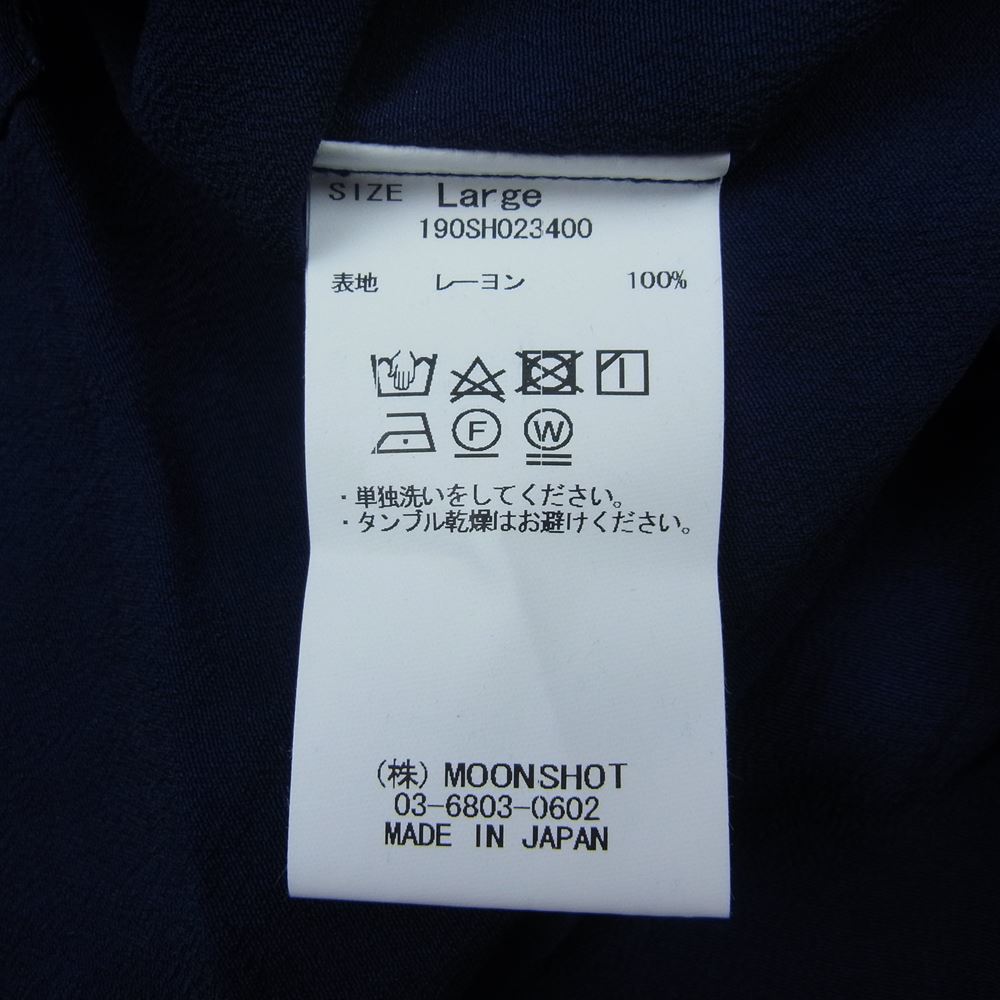 SIZE Large
190SH023400
表地 レーヨン 100%
F W
・単独洗いをしてください。
・タンブル乾燥はお避けください。
(株) MOONSHOT
03-6803-0602
MADE IN JAPAN